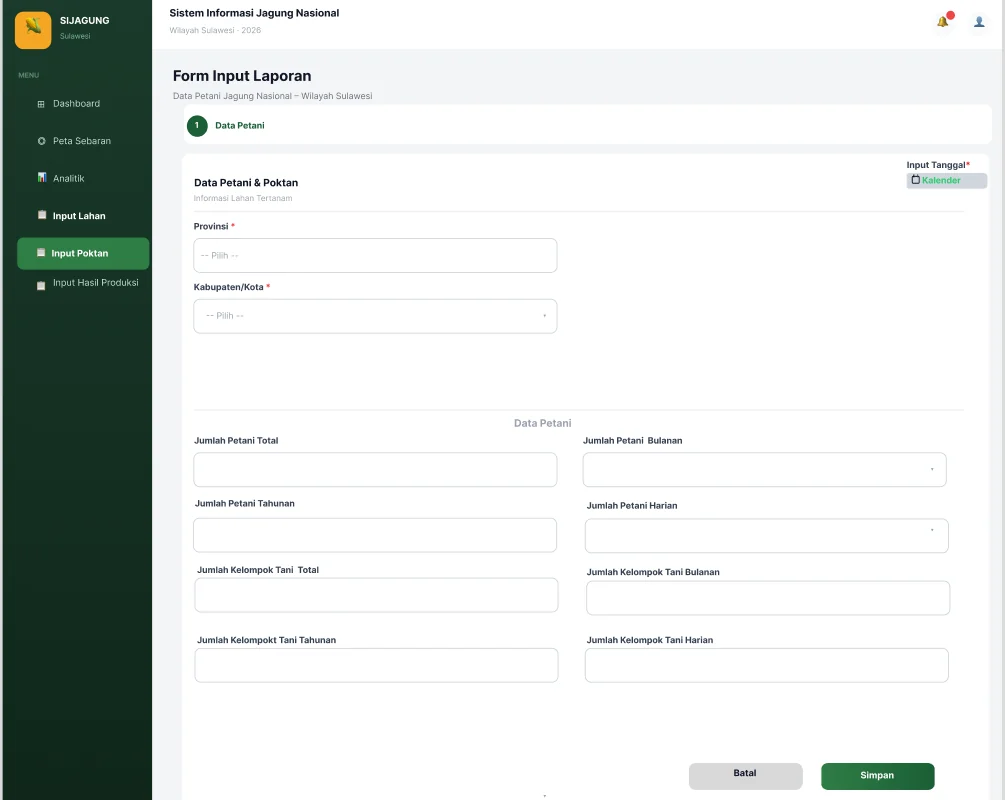 SIJAGUNG
Sulawesi
MENU
Dashboard
Peta Sebaran
Analitik
Input Lahan
Input Poktan
Input Hasil Produksi
Sistem Informasi Jagung Nasional
Wilayah Sulawesi · 2026
Form Input Laporan
Data Petani Jagung Nasional – Wilayah Sulawesi
1 Data Petani
Input Tanggal*
Kalender
Data Petani & Poktan
Informasi Lahan Tertanam
Provinsi *
-- Pilih --
Kabupaten/Kota *
-- Pilih --
Data Petani
Jumlah Petani Total
Jumlah Petani Bulanan
Jumlah Petani Tahunan
Jumlah Petani Harian
Jumlah Kelompok Tani Total
Jumlah Kelompok Tani Bulanan
Jumlah Kelompokt Tani Tahunan
Jumlah Kelompok Tani Harian
Batal
Simpan